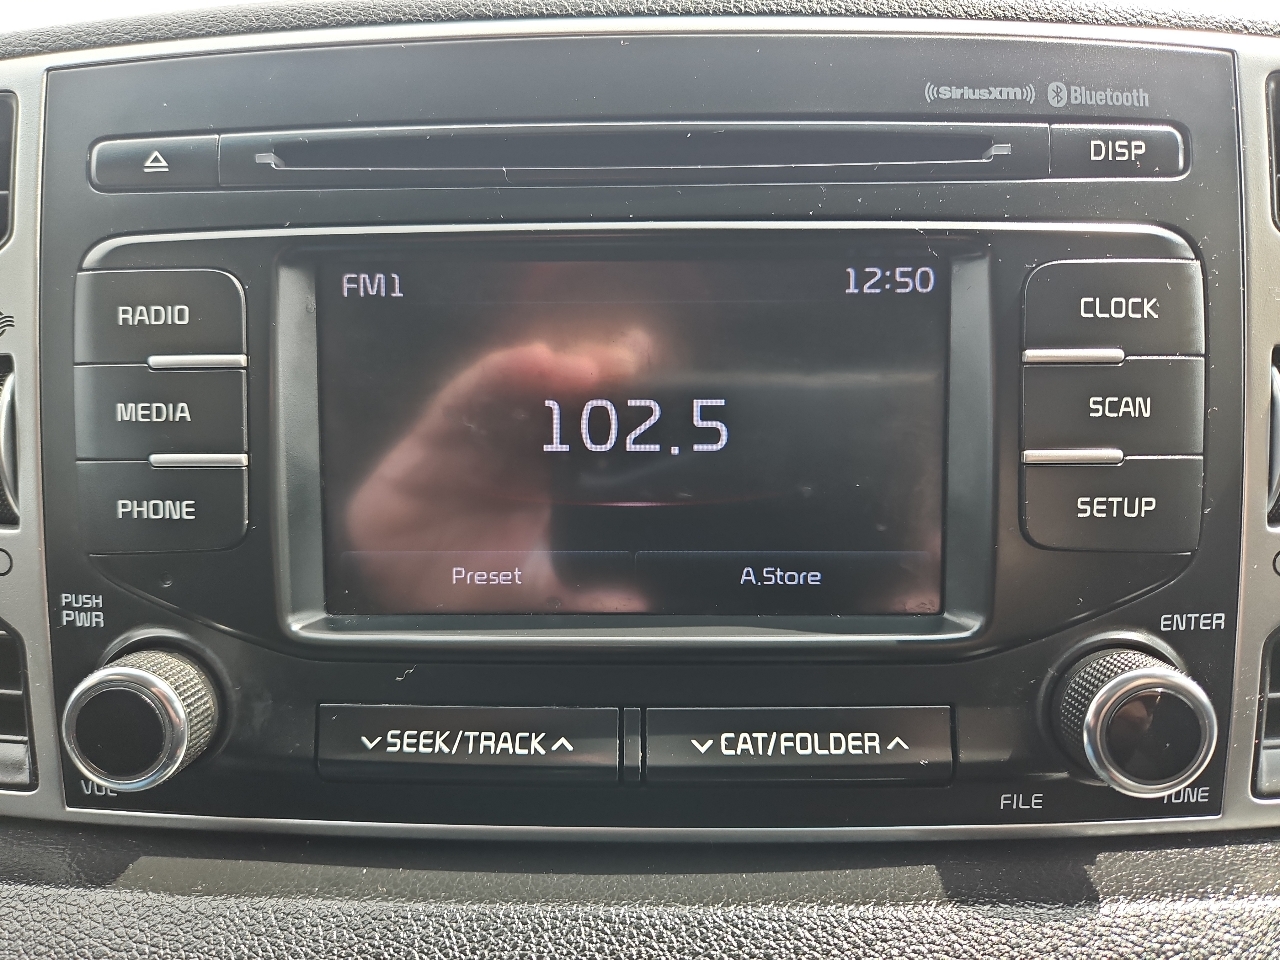 SiriusXM Bluetooth
DISP
FM1 12:50
RADIO
MEDIA
PHONE
102.5
CLOCK
SCAN
SETUP
Preset A.Store
PUSH
PWR
VOL
SEEK/TRACK
CAT/FOLDER
ENTER
FILE
TUNE